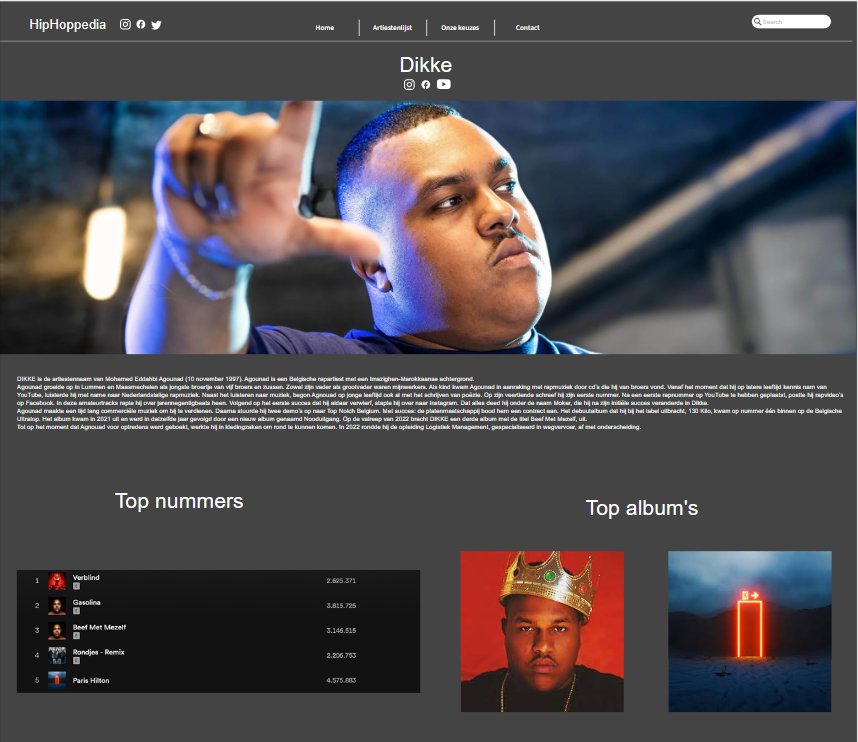 HipHoppedia
Home
Artiestenlijst
Onze keuzes
Contact
Search
Dikke
DIKKE is de artiestennaam van Mohamed Eddahbi Agounad (10 november 1997). Agounad is een Belgische rapartiest met een Imazighen-Marokkaanse achtergrond.
Agounad groeide op in Lummen en Maasmechelen als jongste broertje van vijf broers en zussen. Zowel zijn vader als grootvader waren mijnwerkers. Als kind kwam Agounad in aanraking met rapmuziek door cd's die hij van broers vond. Vanaf het moment dat hij op latere leeftijd kennis nam van
YouTube, luisterde hij met name naar Nederlandstalige rapmuziek. Naast het luisteren naar muziek, begon Agnouad op jonge leeftijd ook al met het schrijven van poëzie. Op zijn veertiende schreef hij zijn eerste nummer. Na een eerste rapnummer op YouTube te hebben geplaatst, postte hij rapvideo's
op Facebook. In deze amateurtracks rapte hij over jarennegentigbeats heen. Volgend op het eerste succes dat hij aldaar verwierf, stapte hij over naar Instagram. Dat alles deed hij onder de naam Moker, die hij na zijn initiële succes veranderde in Dikke.
Agounad maakte een tijd lang commerciële muziek om bij te verdienen. Daarna stuurde hij twee demo's op naar Top Notch Belgium. Met succes: de platenmaatschappij bood hem een contract aan. Het debuutalbum dat hij bij het label uitbracht, 130 Kilo, kwam op nummer één binnen op de Belgische
Ultratop. Het album kwam in 2021 uit en werd in datzelfde jaar gevolgd door een nieuw album genaamd Nooduitgang. Op de valreep van 2022 bracht DIKKE een derde album met de titel Beef Met Mezelf, uit.
Tot op het moment dat Agnouad voor optredens werd geboekt, werkte hij in kledingzaken om rond te kunnen komen. In 2022 rondde hij de opleiding Logistiek Management, gespecialiseerd in wegvervoer, af met onderscheiding.
Top nummers
Top album's
1 Verblind 2.625.371
E
2 Gasolina 3.815.725
E
3 Beef Met Mezelf 3.146.515
E
4 Rondjes - Remix 2.206.753
E
5 Paris Hilton 4.575.883